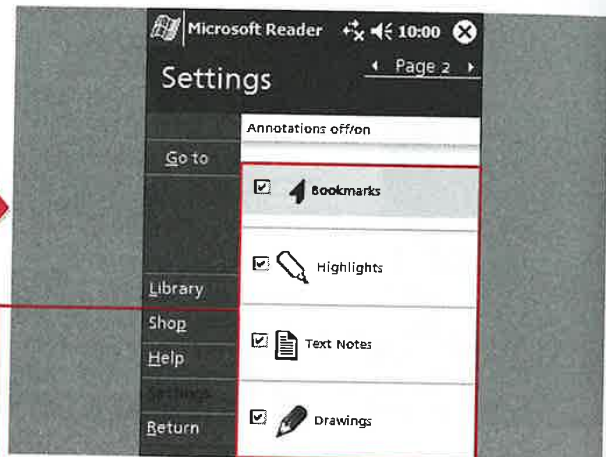 Microsoft Reader 10:00
Settings
Page 2
Annotations off/on
Go to
Bookmarks
Highlights
Library
Shop
Text Notes
Help
Settings
Return
Drawings